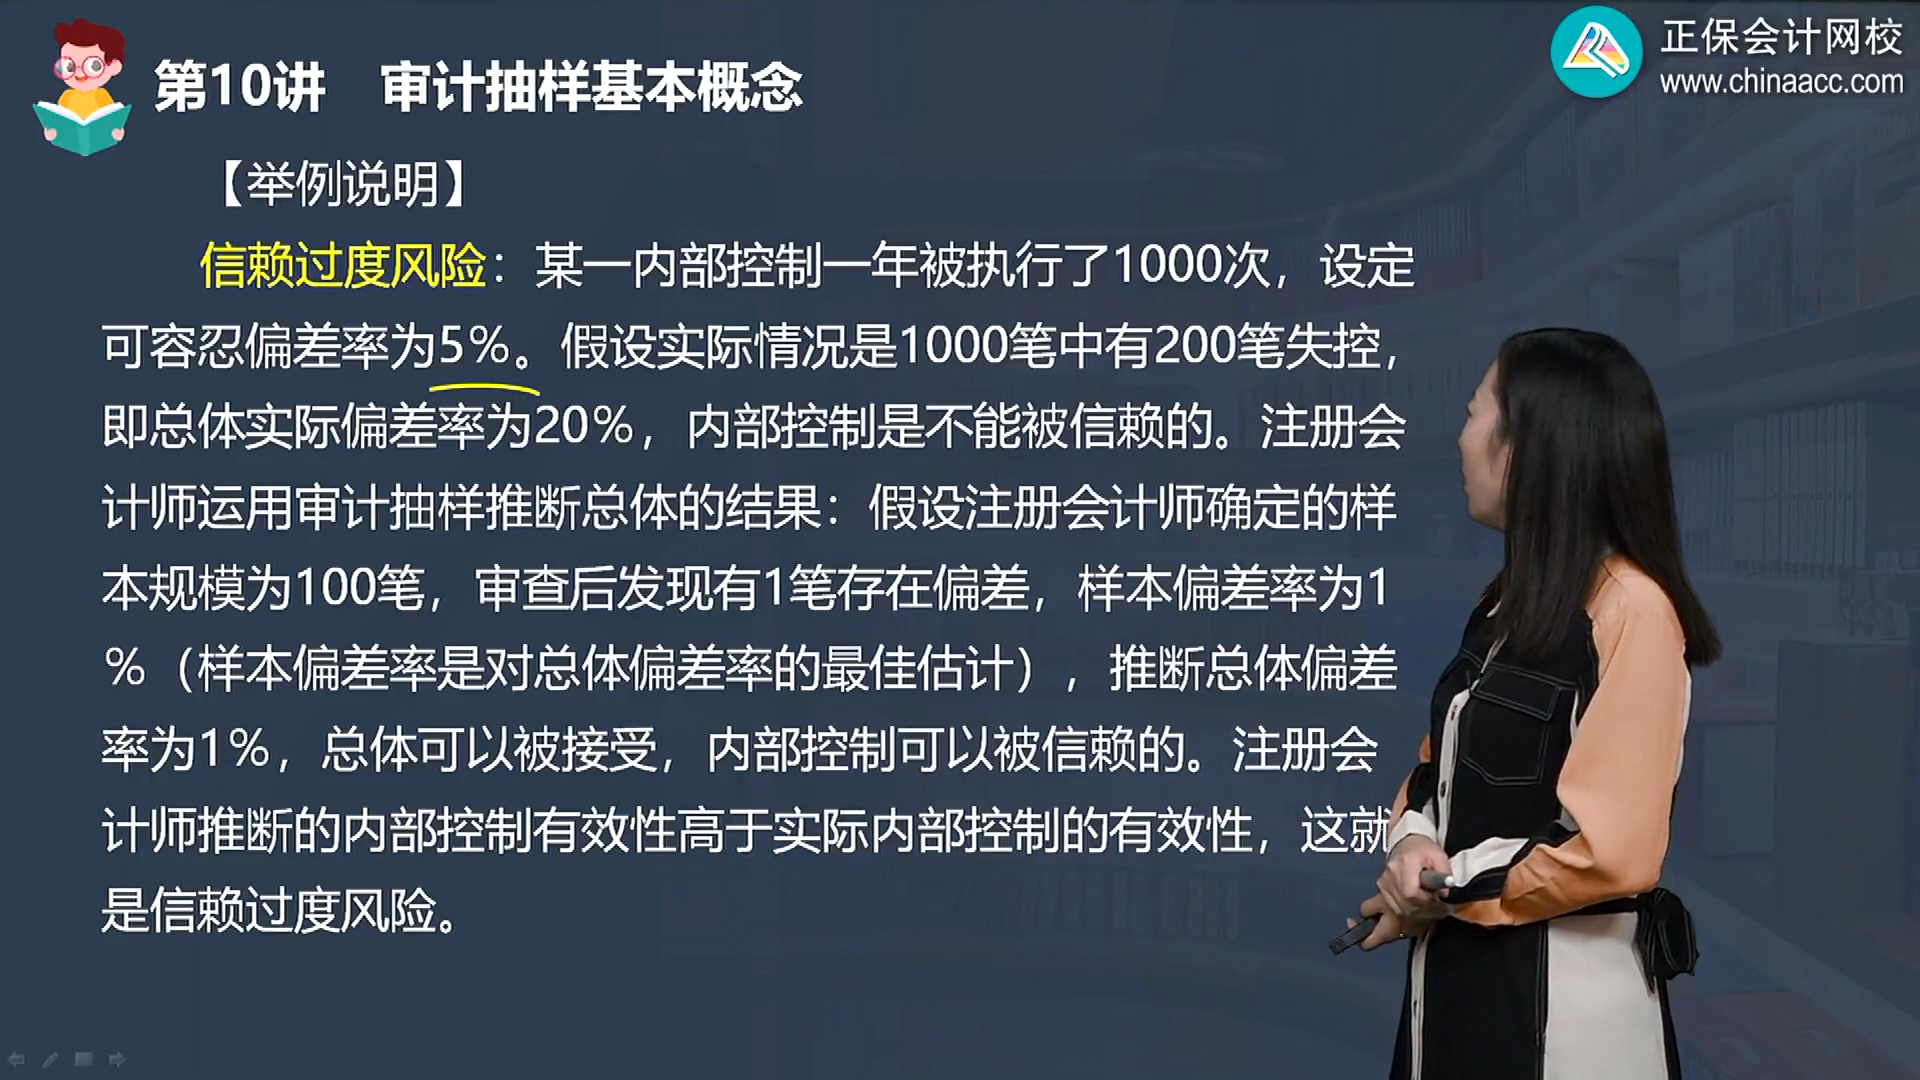 正保会计网校
www.chinaacc.com
第10讲 审计抽样基本概念
【举例说明】
信赖过度风险：某一内部控制一年被执行了1000次，设定
可容忍偏差率为5%。假设实际情况是1000笔中有200笔失控，
即总体实际偏差率为20%，内部控制是不能被信赖的。注册会
计师运用审计抽样推断总体的结果：假设注册会计师确定的样
本规模为100笔，审查后发现有1笔存在偏差，样本偏差率为1
%（样本偏差率是对总体偏差率的最佳估计），推断总体偏差
率为1%，总体可以被接受，内部控制可以被信赖的。注册会
计师推断的内部控制有效性高于实际内部控制的有效性，这就
是信赖过度风险。